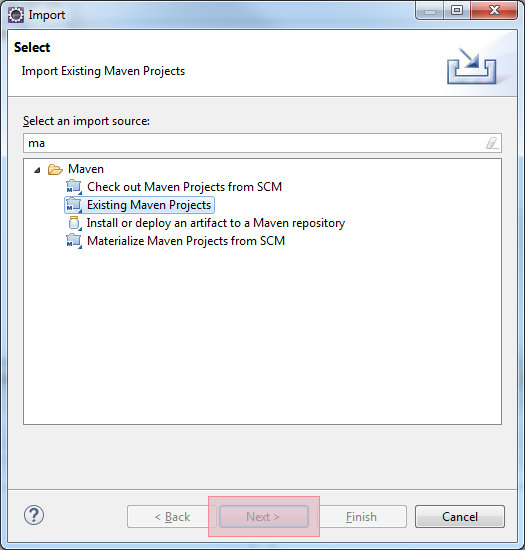 Import
Select
Import Existing Maven Projects
Select an import source:
ma
Maven
Check out Maven Projects from SCM
Existing Maven Projects
Install or deploy an artifact to a Maven repository
Materialize Maven Projects from SCM
? < Back Next > Finish Cancel